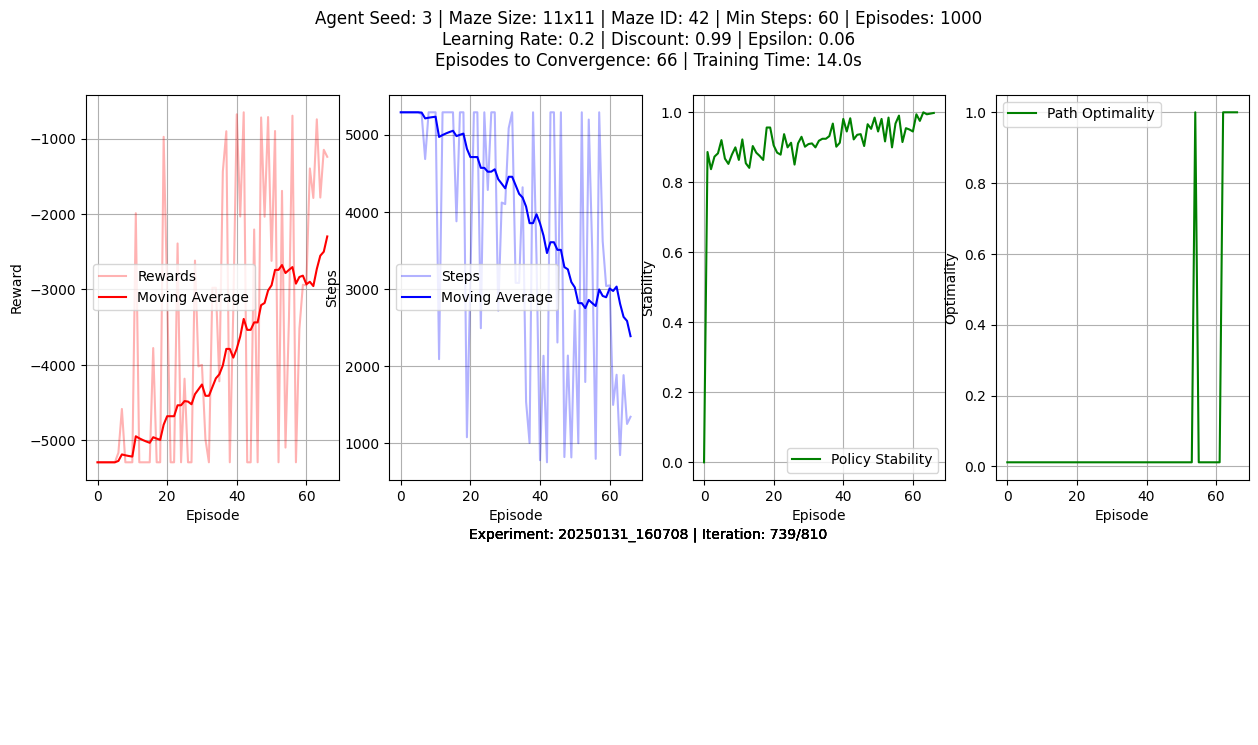 Agent Seed: 3 | Maze Size: 11x11 | Maze ID: 42 | Min Steps: 60 | Episodes: 1000
Learning Rate: 0.2 | Discount: 0.99 | Epsilon: 0.06
Episodes to Convergence: 66 | Training Time: 14.0s
Reward
−1000
−2000
−3000
−4000
−5000
Rewards
Moving Average
0
20
40
60
Episode
Steps
5000
4000
3000
2000
1000
Steps
Moving Average
0
20
40
60
Episode
Stability
1.0
0.8
0.6
0.4
0.2
0.0
Policy Stability
0
20
40
60
Episode
Optimality
1.0
0.8
0.6
0.4
0.2
0.0
Path Optimality
0
20
40
60
Episode
Experiment: 20250131_160708 | Iteration: 739/810